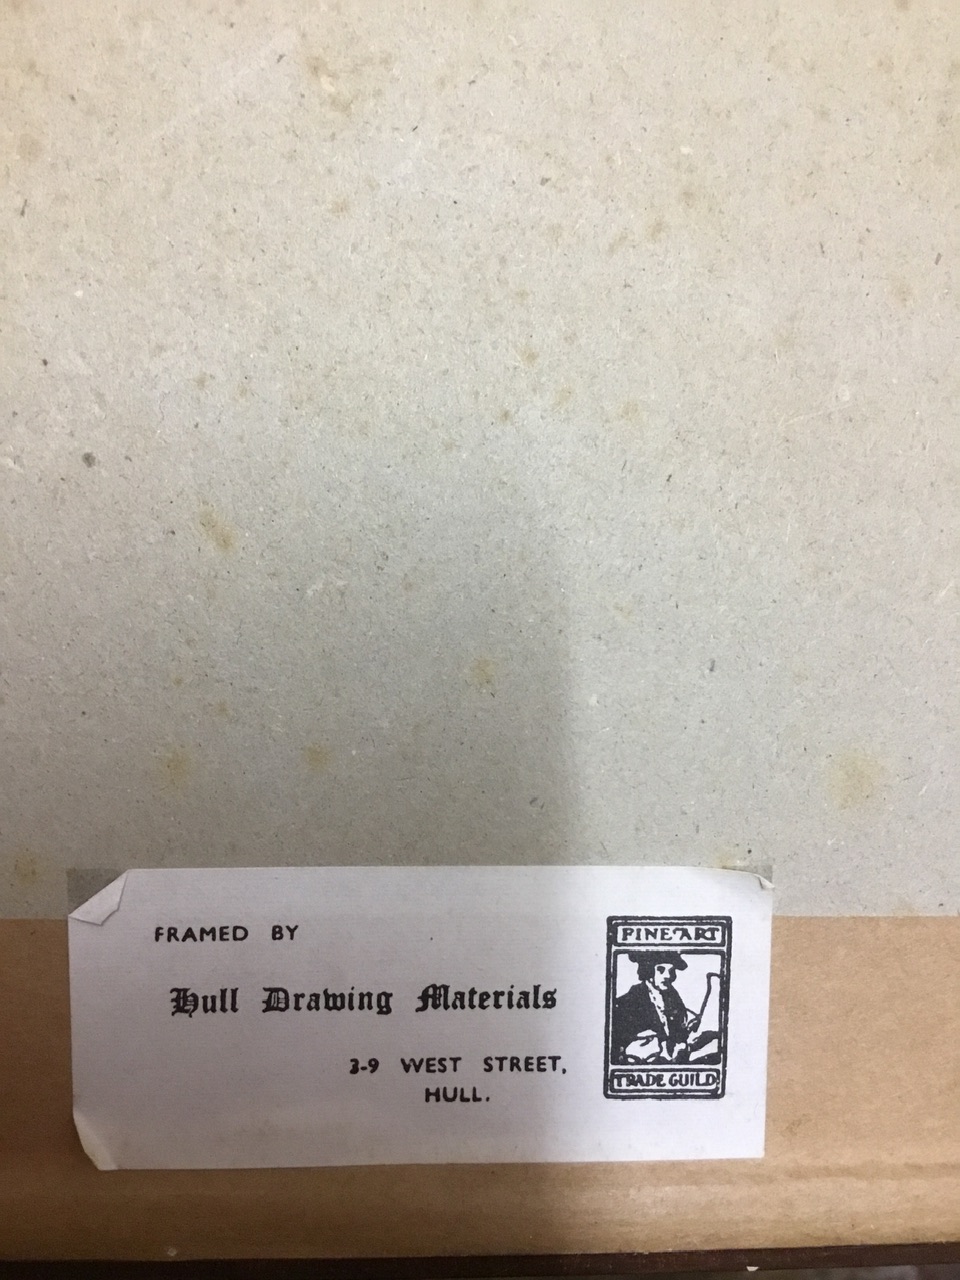 FRAMED BY
Hull Drawing Materials
3-9 WEST STREET,
HULL.
FINE ART
TRADE GUILD